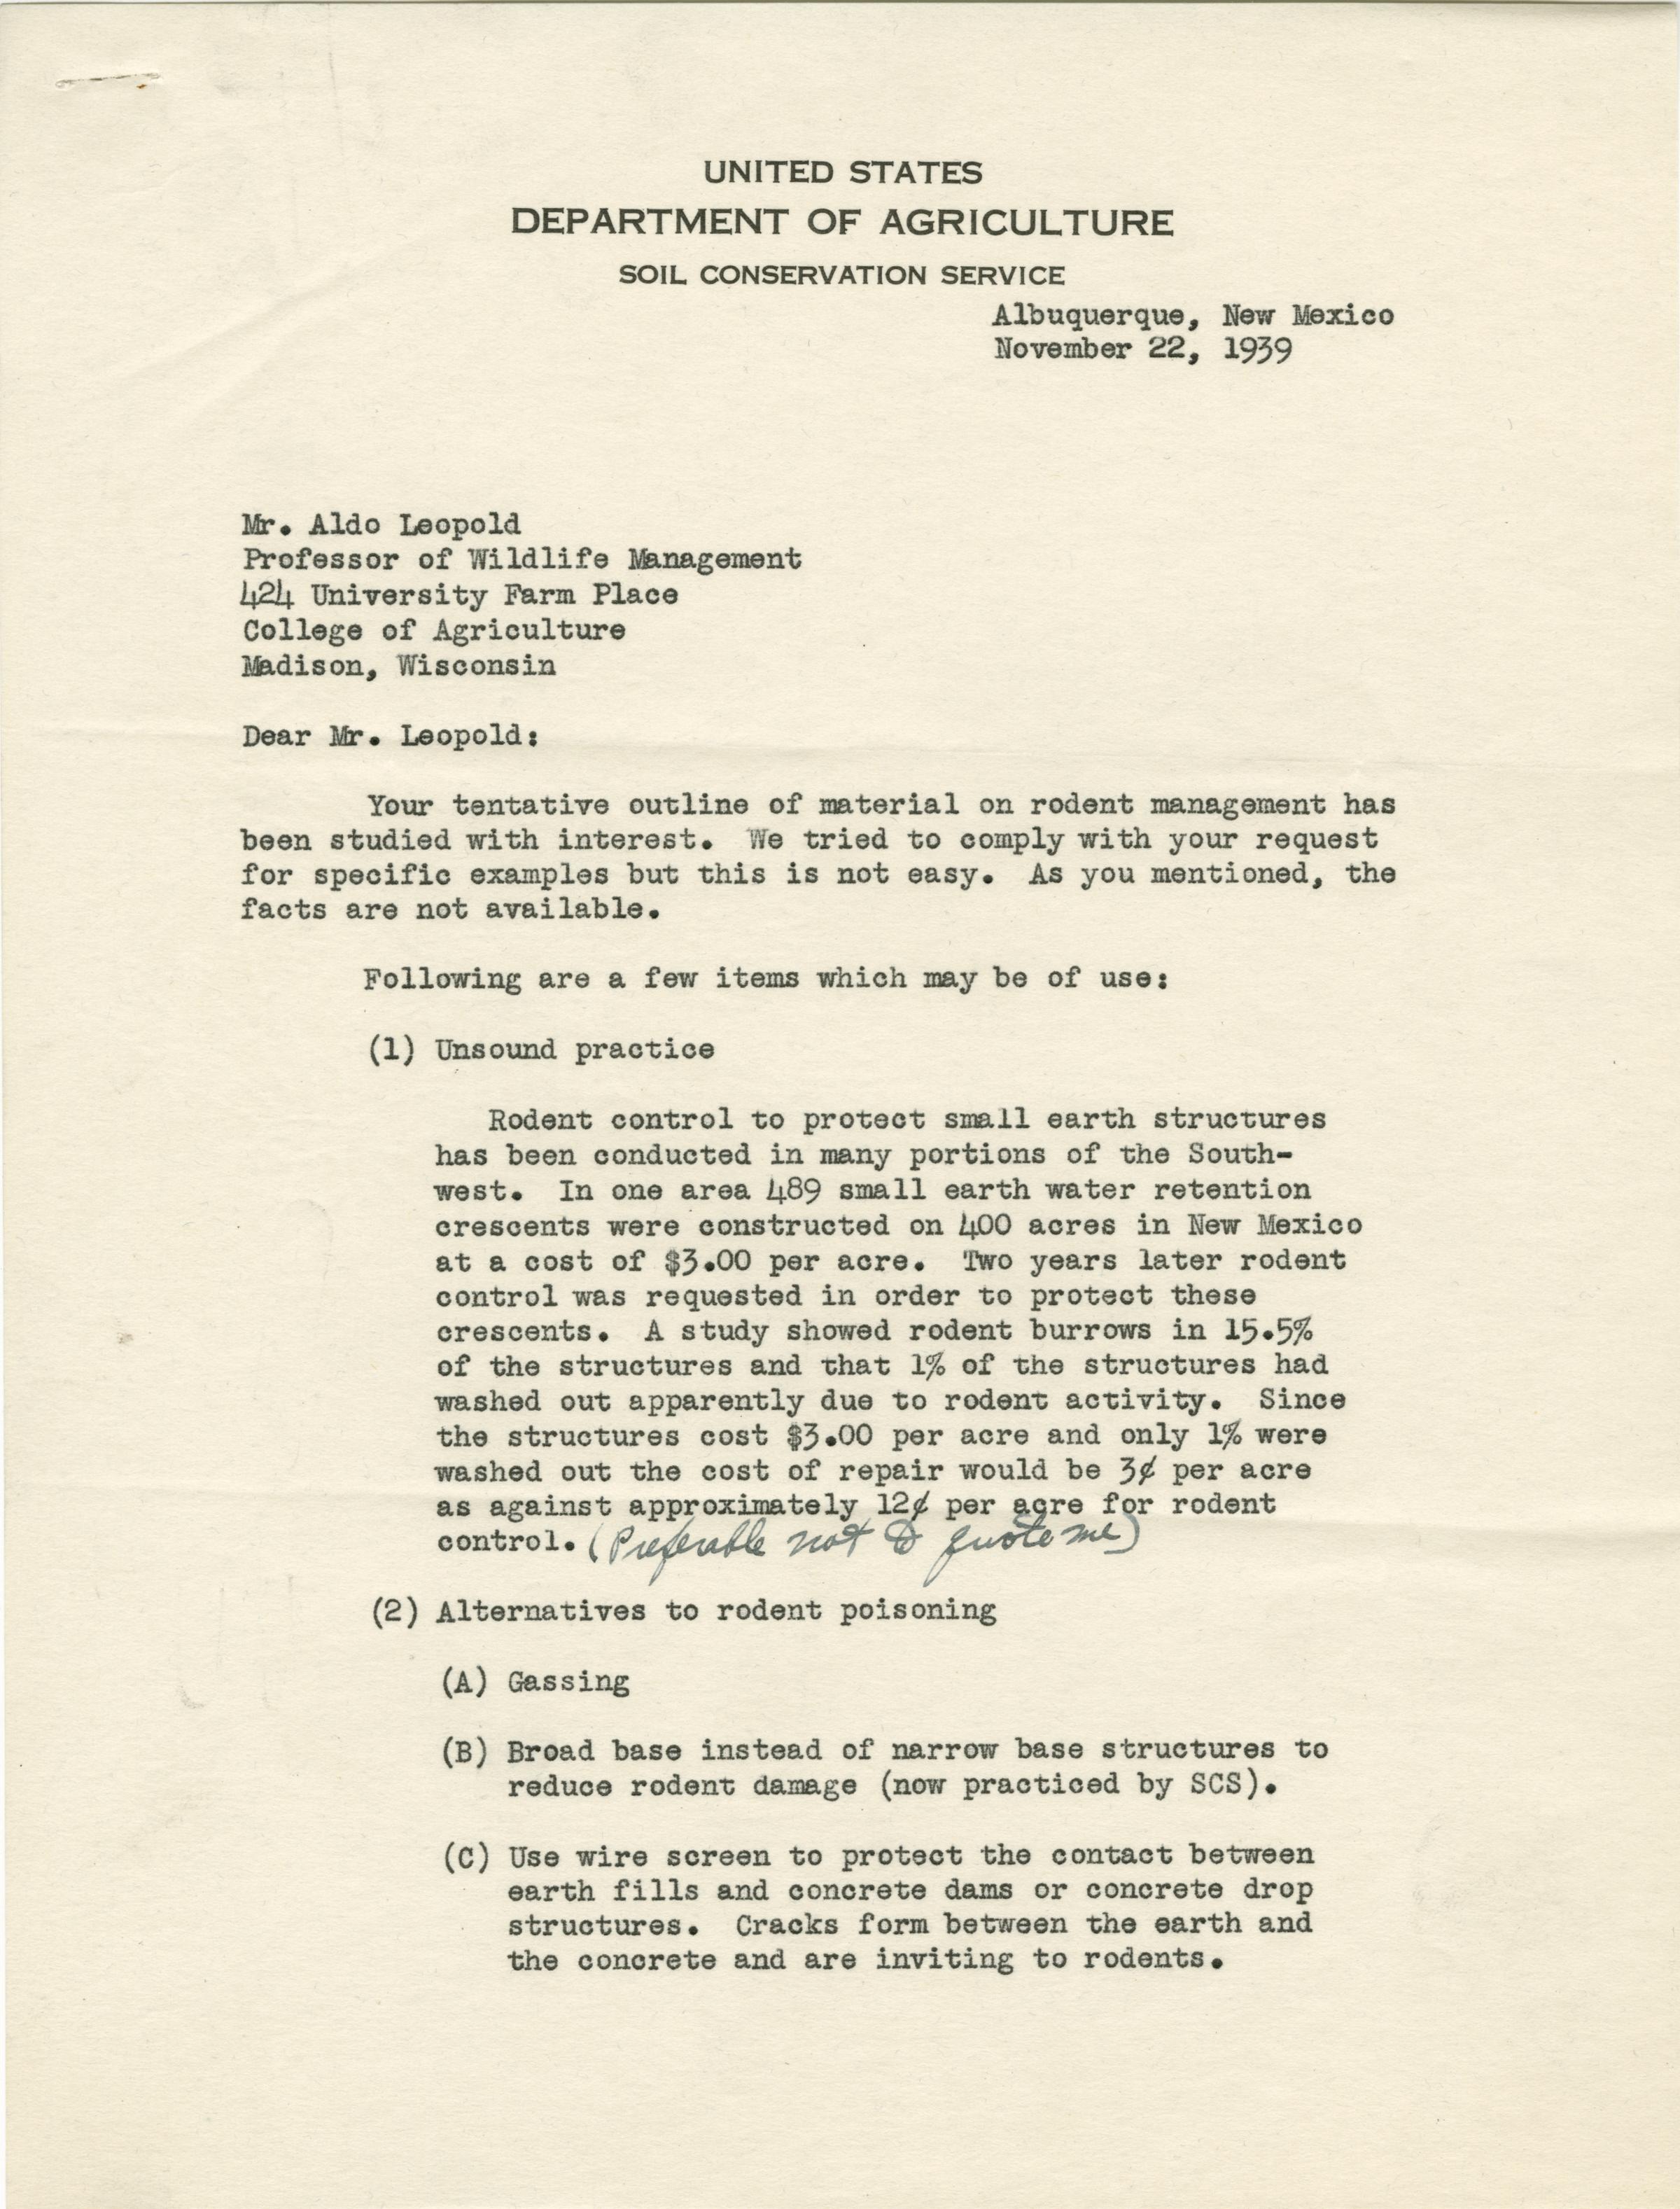 UNITED STATES
DEPARTMENT OF AGRICULTURE
SOIL CONSERVATION SERVICE
Albuquerque, New Mexico
November 22, 1939
Mr. Aldo Leopold
Professor of Wildlife Management
424 University Farm Place
College of Agriculture
Madison, Wisconsin
Dear Mr. Leopold:
Your tentative outline of material on rodent management has
been studied with interest. We tried to comply with your request
for specific examples but this is not easy. As you mentioned, the
facts are not available.
Following are a few items which may be of use:
(1) Unsound practice
Rodent control to protect small earth structures
has been conducted in many portions of the South-
west. In one area 489 small earth water retention
crescents were constructed on 400 acres in New Mexico
at a cost of $3.00 per acre. Two years later rodent
control was requested in order to protect these
crescents. A study showed rodent burrows in 15.5%
of the structures and that 1% of the structures had
washed out apparently due to rodent activity. Since
the structures cost $3.00 per acre and only 1% were
washed out the cost of repair would be 3¢ per acre
as against approximately 12¢ per acre for rodent
control. (Preferable not to quote me)
(2) Alternatives to rodent poisoning
(A) Gassing
(B) Broad base instead of narrow base structures to
reduce rodent damage (now practiced by SCS).
(C) Use wire screen to protect the contact between
earth fills and concrete dams or concrete drop
structures. Cracks form between the earth and
the concrete and are inviting to rodents.